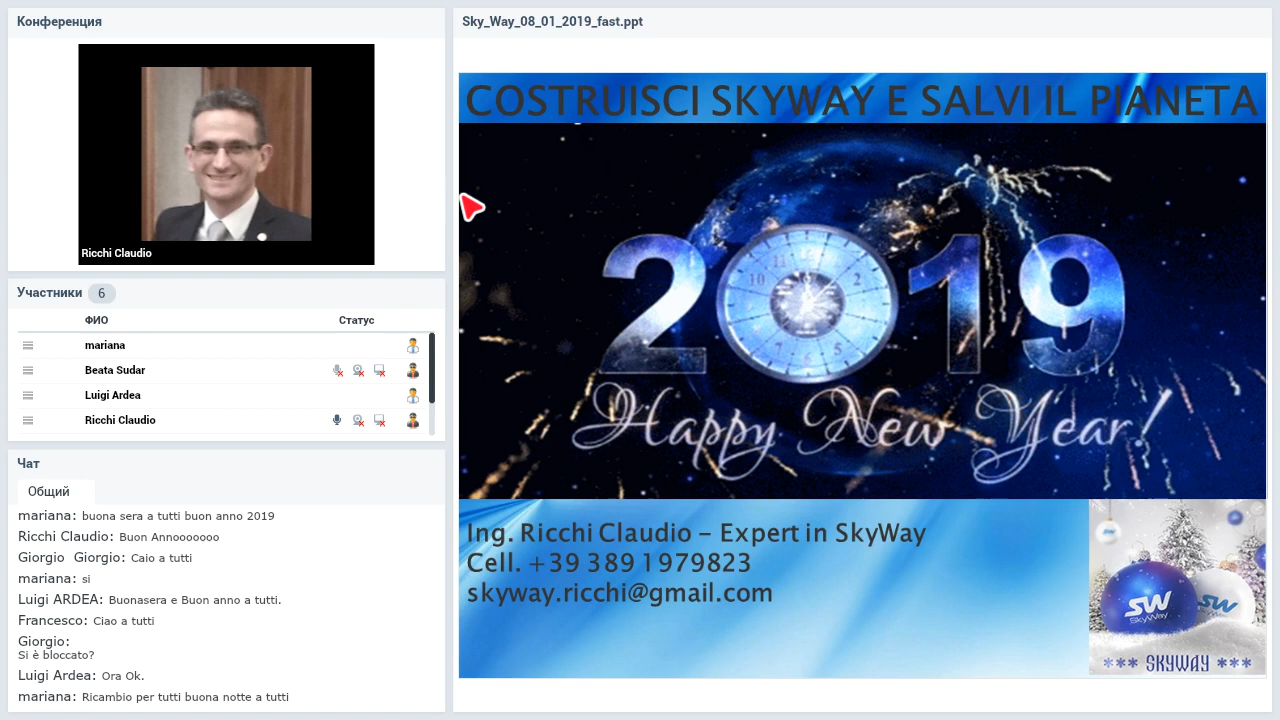 Конференция
Ricchi Claudio
Участники 6
ФИО Статус
mariana
Beata Sudar
Luigi Ardea
Ricchi Claudio
Чат
Общий
mariana: buona sera a tutti buon anno 2019
Ricchi Claudio: Buon Annooooooo
Giorgio Giorgio: Caio a tutti
mariana: si
Luigi ARDEA: Buonasera e Buon anno a tutti.
Francesco: Ciao a tutti
Giorgio:
Si è bloccato?
Luigi Ardea: Ora Ok.
mariana: Ricambio per tutti buona notte a tutti
Sky_Way_08_01_2019_fast.ppt
COSTRUISCI SKYWAY E SALVI IL PIANETA
2019
Happy New Year!
Ing. Ricchi Claudio – Expert in SkyWay
Cell. +39 389 1979823
skyway.ricchi@gmail.com
SW
SkyWay
SW
*** SKYWAY ***